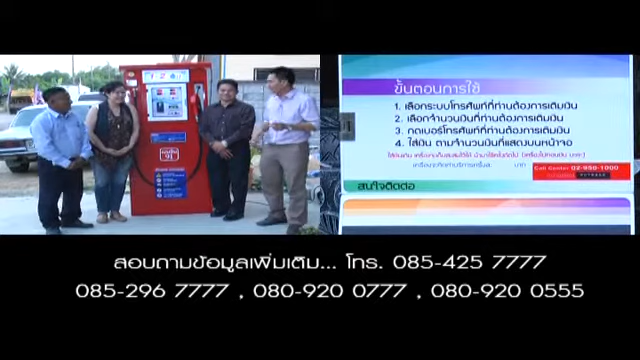 ขั้นตอนการใช้
1. เลือกระบบโทรศัพท์ที่ท่านต้องการเติมเงิน
2. เลือกจำนวนเงินที่ท่านต้องการเติมเงิน
3. กดเบอร์โทรศัพท์ที่ท่านต้องการเติมเงิน
4. ใส่เงิน ตามจำนวนเงินที่แสดงบนหน้าจอ
สนใจติดต่อ
สอบถามข้อมูลเพิ่มเติม... โทร. 085-425 7777
085-296 7777 , 080-920 0777 , 080-920 0555